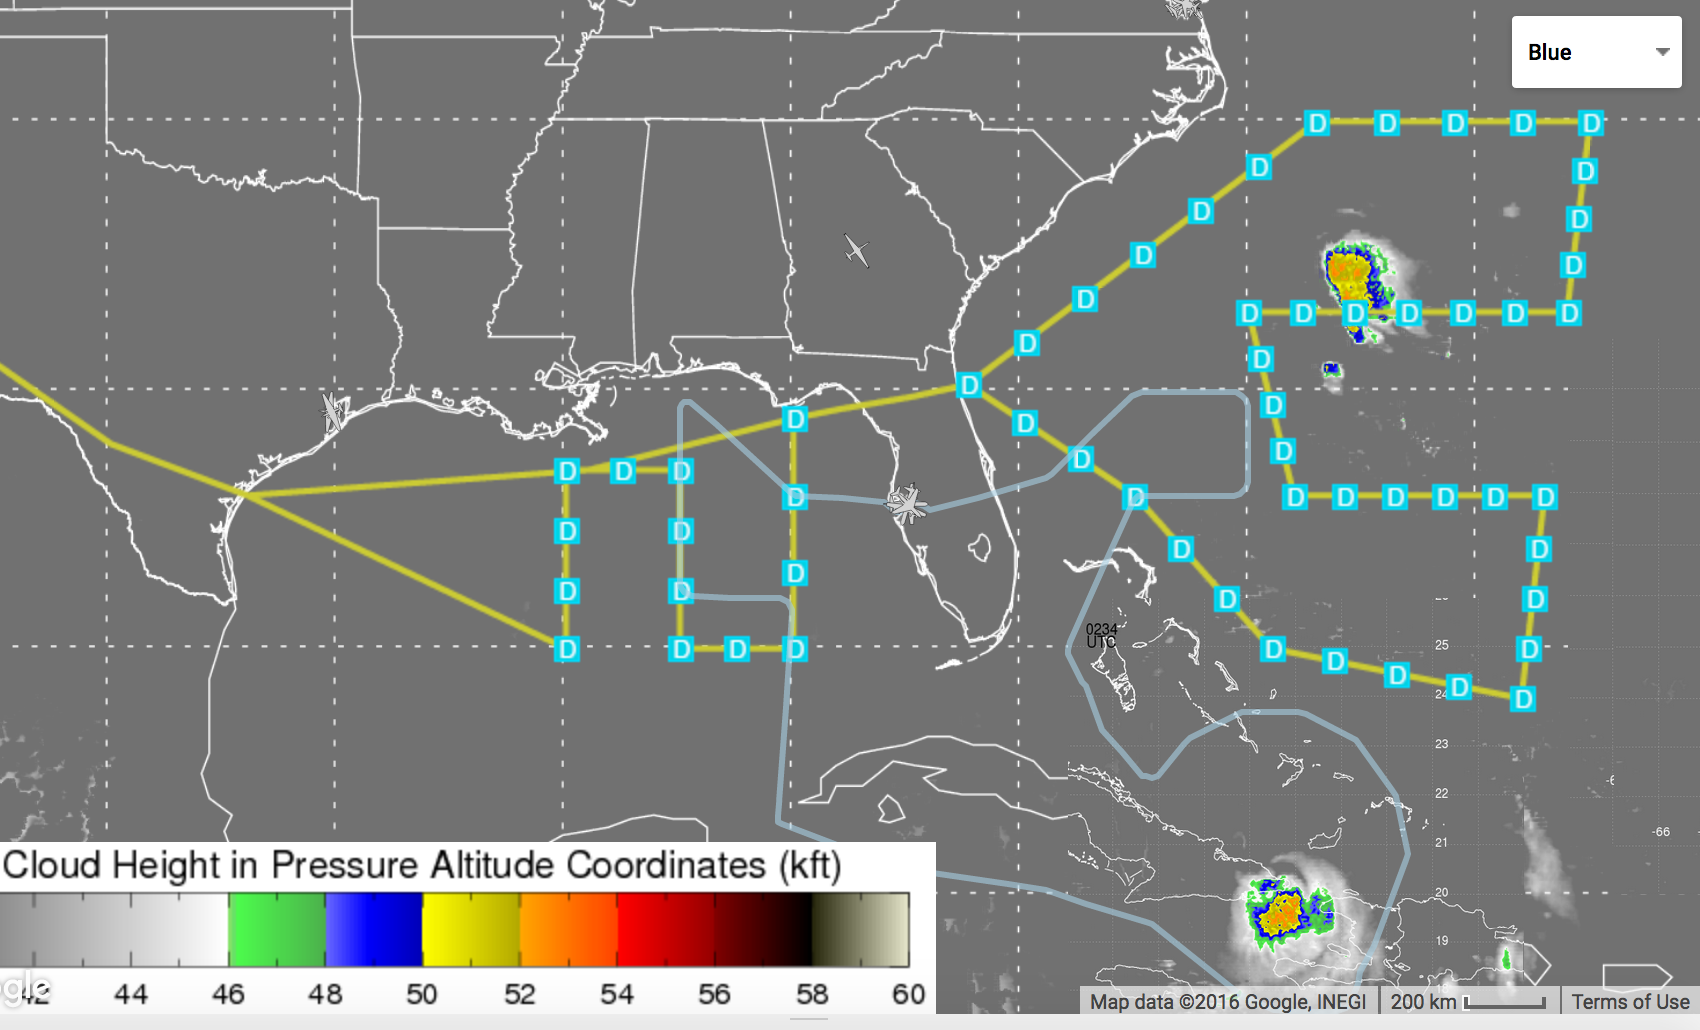 Blue
D D D D D
D D
D D
D
D
D D D D D D D D
D
D D
D
D D
D D D D
D D D D D D D D
D D D D
D D D
0234
UTC
D D D D D D
25
D D D D
24
23
22
-66
21
20
19
Cloud Height in Pressure Altitude Coordinates (kft)
42 44 46 48 50 52 54 56 58 60
Map data ©2016 Google, INEGI 200 km Terms of Use